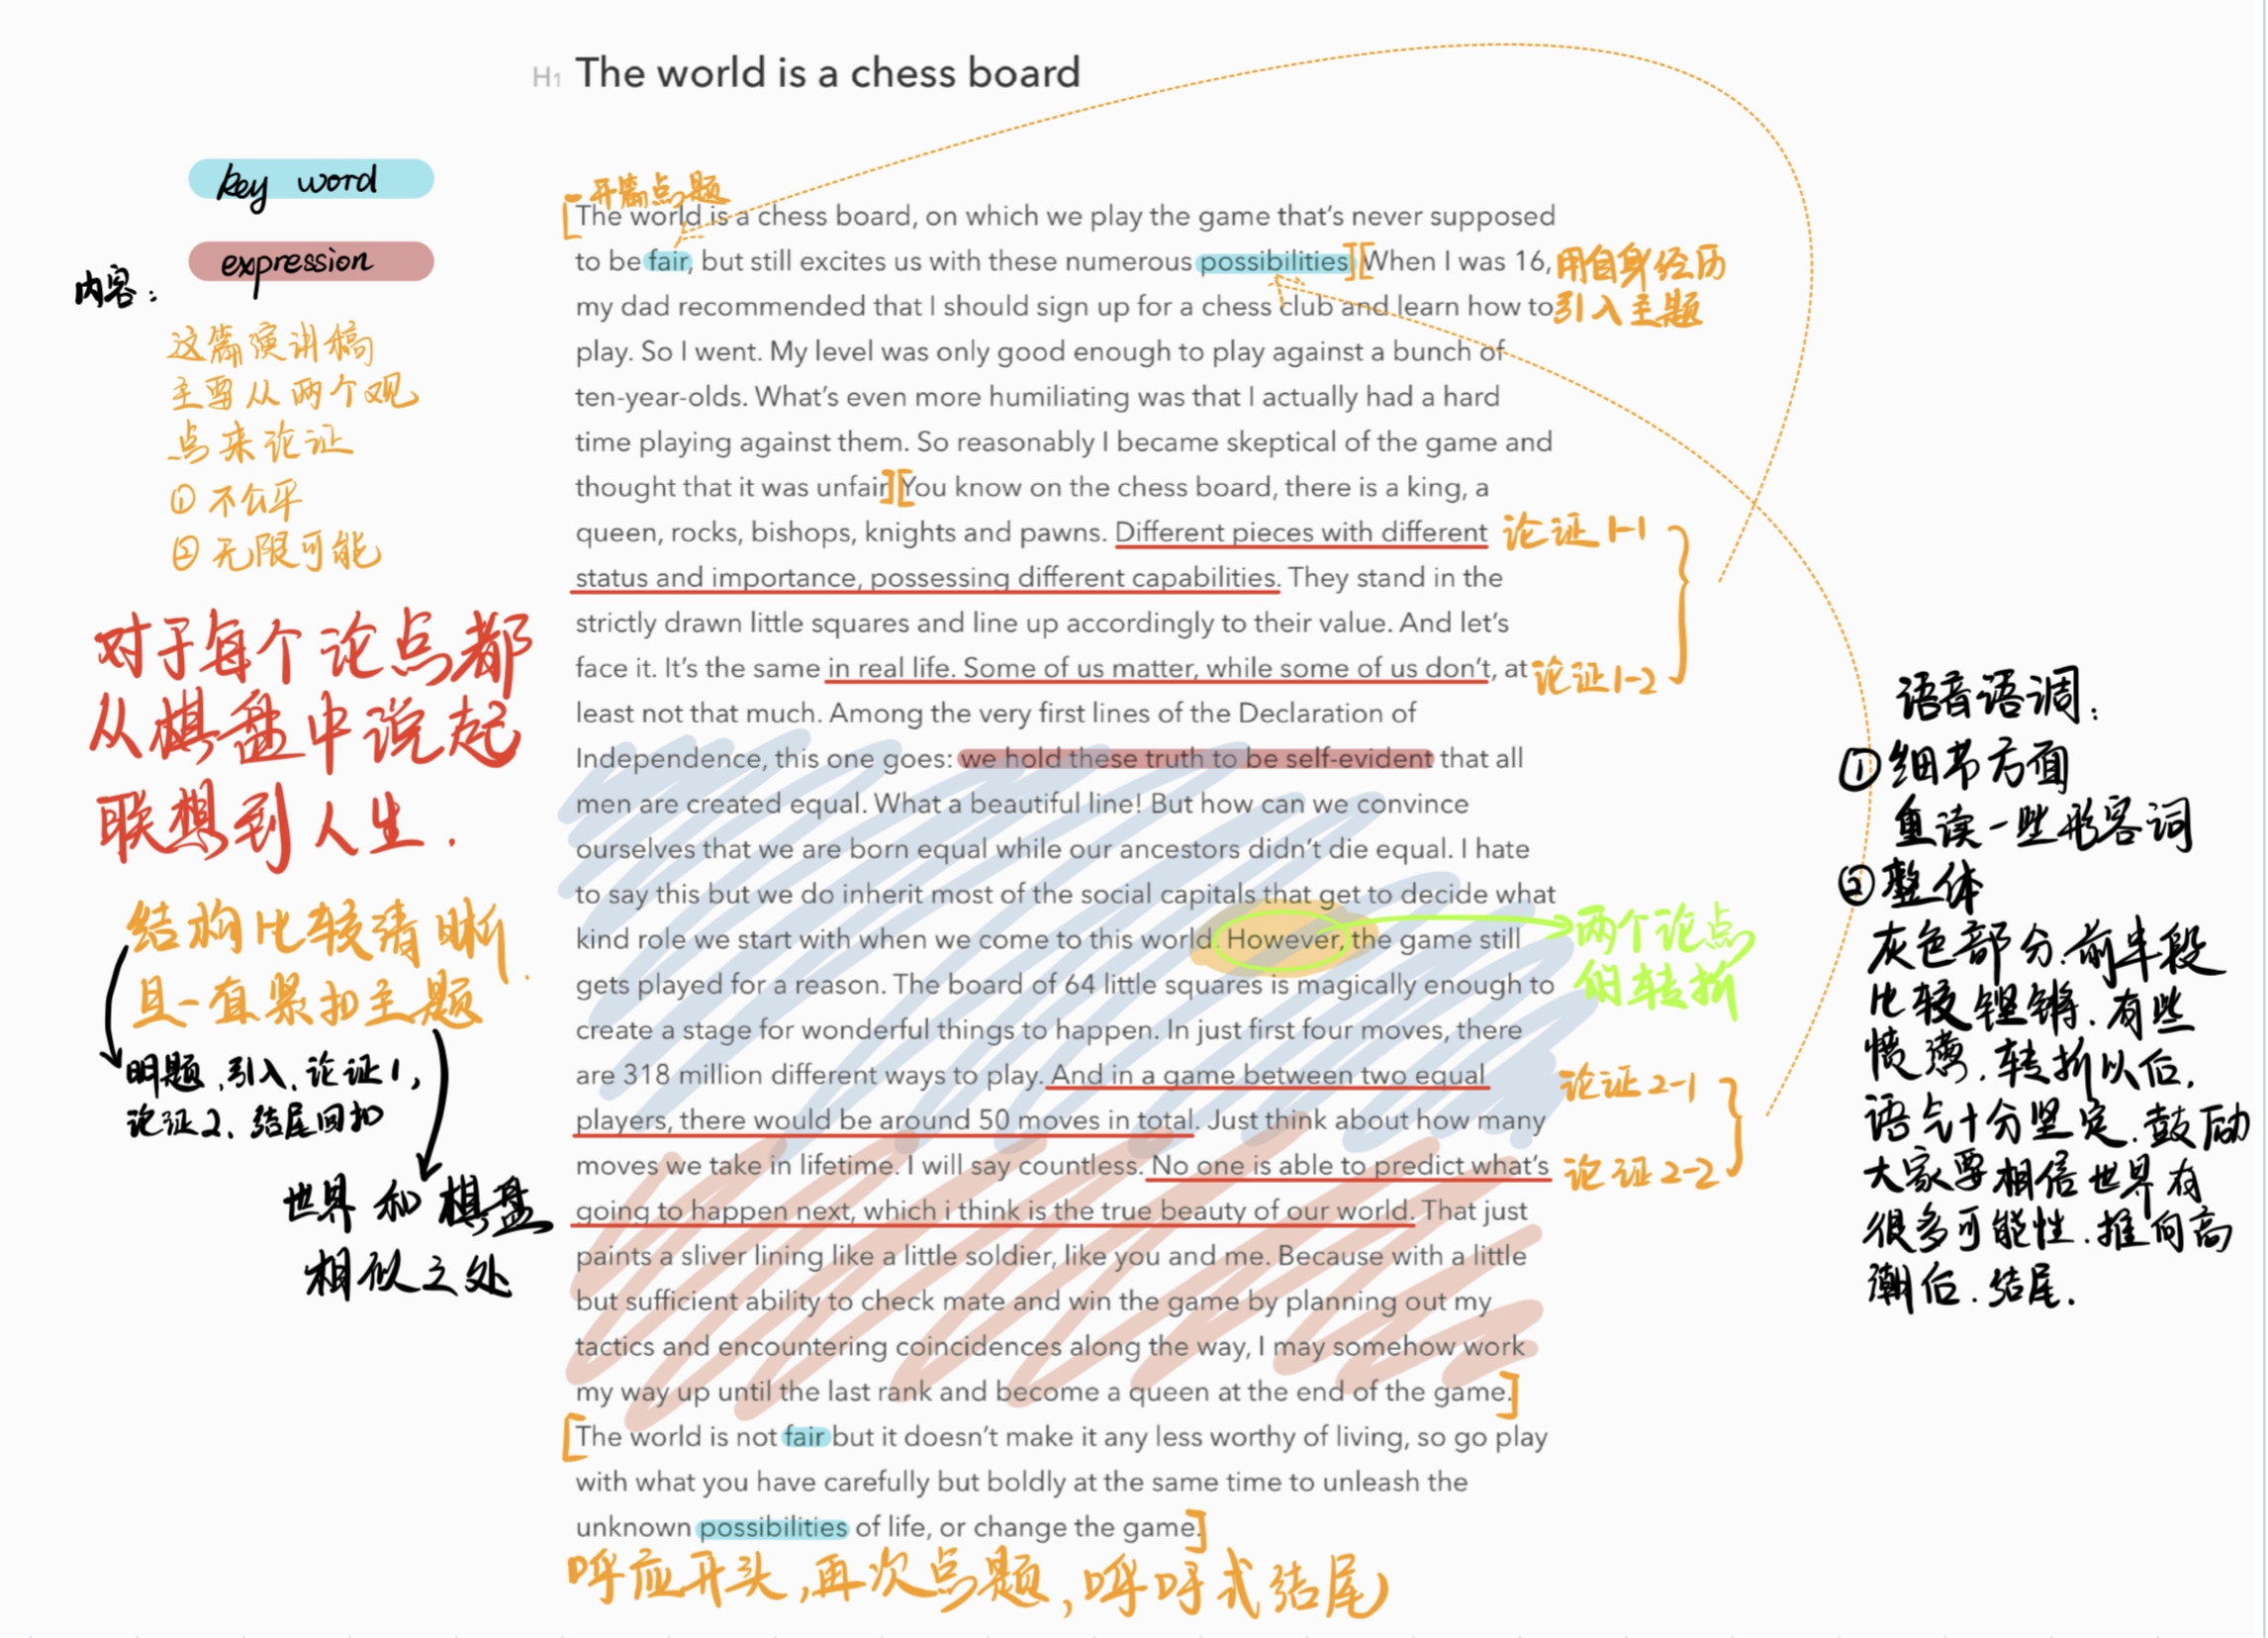 H1 The world is a chess board
key word
expression
内容：
这篇演讲稿
主要从两个观
点来论证
① 不公平
② 无限可能
对于每个论点都
从棋盘中说起
联想到人生.
结构比较清晰.
且一直紧扣主题
明题、引入、论证1,
论证2、结尾回扣
世界和棋盘
相似之处
开篇点题
The world is a chess board, on which we play the game that's never supposed
to be fair, but still excites us with these numerous possibilities. When I was 16,
my dad recommended that I should sign up for a chess club and learn how to
play. So I went. My level was only good enough to play against a bunch of
ten-year-olds. What's even more humiliating was that I actually had a hard
time playing against them. So reasonably I became skeptical of the game and
thought that it was unfair. You know on the chess board, there is a king, a
queen, rocks, bishops, knights and pawns. Different pieces with different
status and importance, possessing different capabilities. They stand in the
strictly drawn little squares and line up accordingly to their value. And let's
face it. It's the same in real life. Some of us matter, while some of us don't, at
least not that much. Among the very first lines of the Declaration of
Independence, this one goes: we hold these truth to be self-evident that all
men are created equal. What a beautiful line! But how can we convince
ourselves that we are born equal while our ancestors didn't die equal. I hate
to say this but we do inherit most of the social capitals that get to decide what
kind role we start with when we come to this world. However, the game still
gets played for a reason. The board of 64 little squares is magically enough to
create a stage for wonderful things to happen. In just first four moves, there
are 318 million different ways to play. And in a game between two equal
players, there would be around 50 moves in total. Just think about how many
moves we take in lifetime. I will say countless. No one is able to predict what's
going to happen next, which i think is the true beauty of our world. That just
paints a sliver lining like a little soldier, like you and me. Because with a little
but sufficient ability to check mate and win the game by planning out my
tactics and encountering coincidences along the way, I may somehow work
my way up until the last rank and become a queen at the end of the game.
The world is not fair but it doesn't make it any less worthy of living, so go play
with what you have carefully but boldly at the same time to unleash the
unknown possibilities of life, or change the game.
呼应开头,再次点题,呼吁式结尾
用自身经历
引入主题
论证1-1
论证1-2
两个论点
的转折
论证2-1
论证2-2
语音语调：
①细节方面
重读一些形容词
②整体
灰色部分.前半段
比较铿锵.有些
愤懑.转折以后,
语气十分坚定.鼓励
大家要相信世界有
很多可能性.推向高
潮后.结尾.